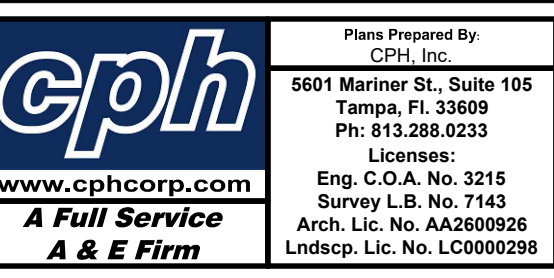 cph
www.cphcorp.com
A Full Service
A & E Firm
Plans Prepared By:
CPH, Inc.
5601 Mariner St., Suite 105
Tampa, Fl. 33609
Ph: 813.288.0233
Licenses:
Eng. C.O.A. No. 3215
Survey L.B. No. 7143
Arch. Lic. No. AA2600926
Lndscp. Lic. No. LC0000298